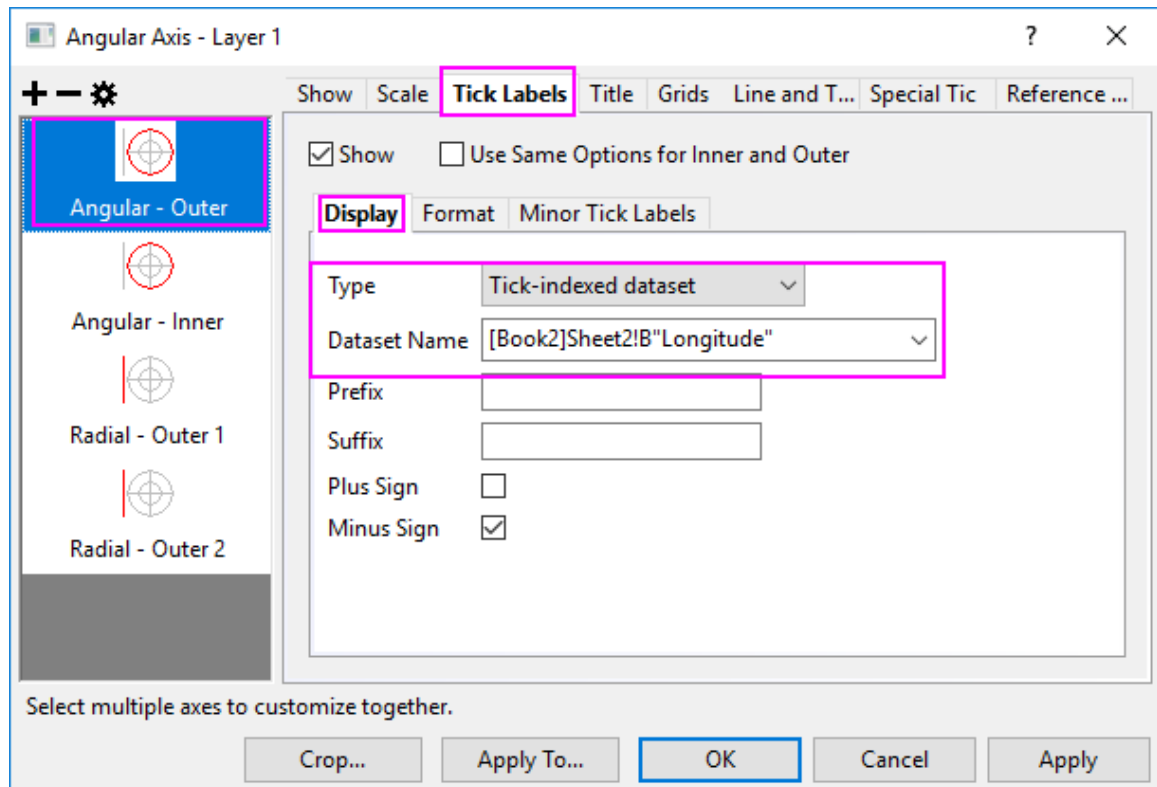 Angular Axis - Layer 1
?
Show Scale Tick Labels Title Grids Line and T... Special Tic Reference ...
Angular - Outer
Angular - Inner
Radial - Outer 1
Radial - Outer 2
Show Use Same Options for Inner and Outer
Display Format Minor Tick Labels
Type Tick-indexed dataset
Dataset Name [Book2]Sheet2!B"Longitude"
Prefix
Suffix
Plus Sign
Minus Sign
Select multiple axes to customize together.
Crop... Apply To... OK Cancel Apply